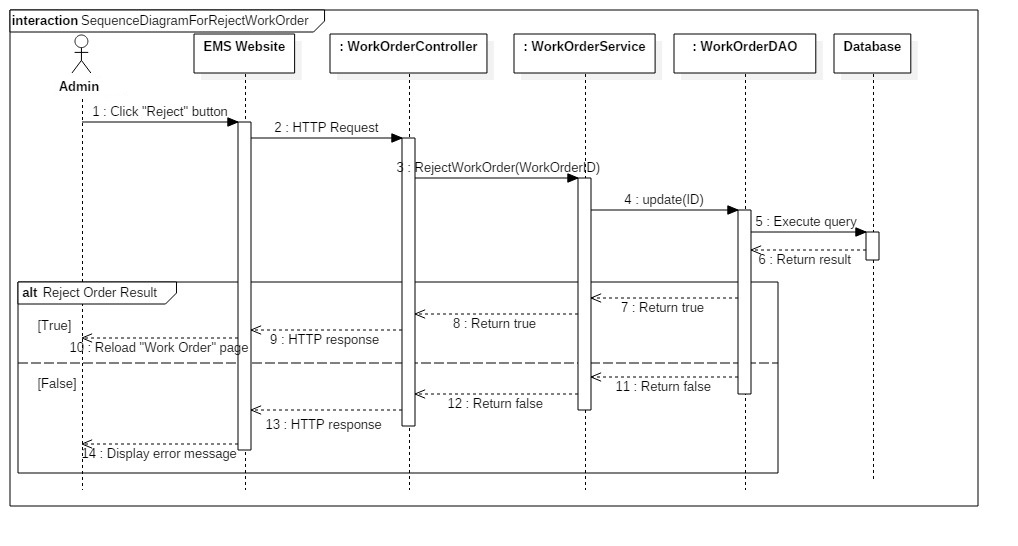 interaction SequenceDiagramForRejectWorkOrder
EMS Website
: WorkOrderController
: WorkOrderService
: WorkOrderDAO
Database
Admin
1 : Click "Reject" button
2 : HTTP Request
3 : RejectWorkOrder(WorkOrderID)
4 : update(ID)
5 : Execute query
6 : Return result
alt Reject Order Result
7 : Return true
8 : Return true
[True]
9 : HTTP response
10 : Reload "Work Order" page
[False]
11 : Return false
12 : Return false
13 : HTTP response
14 : Display error message